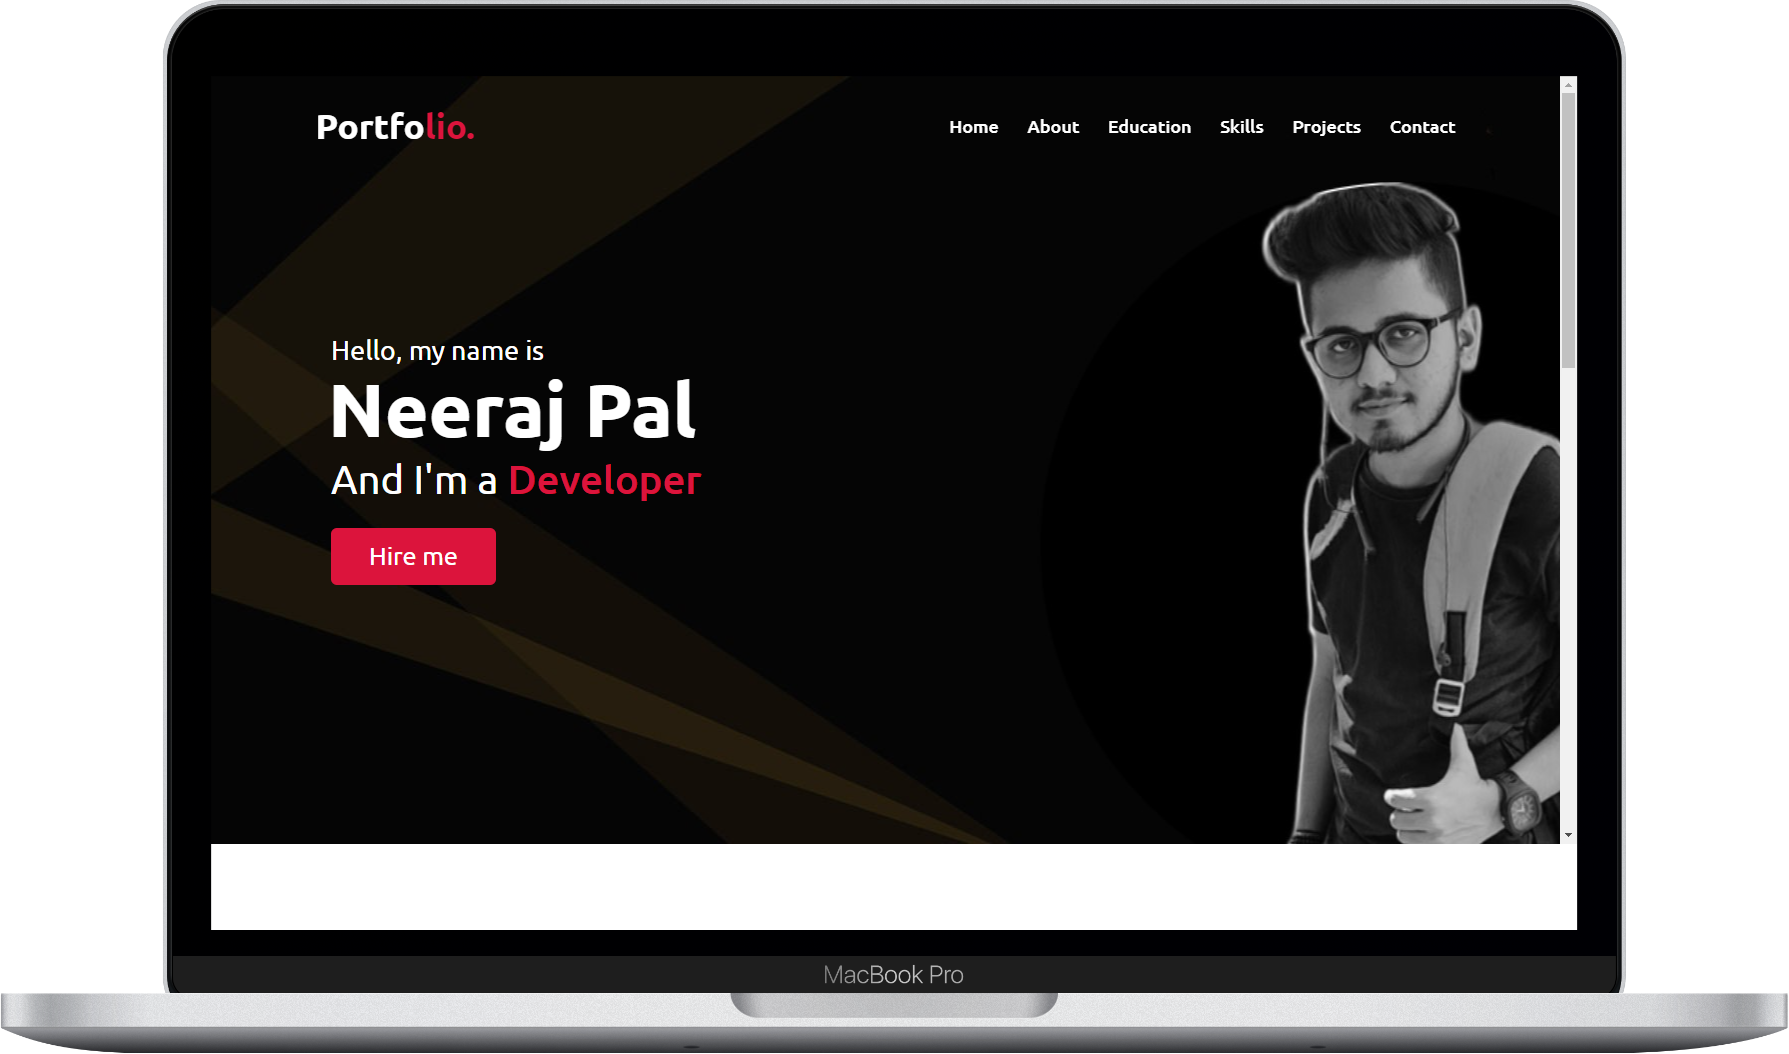 Portfolio.
Home About Education Skills Projects Contact
Hello, my name is
Neeraj Pal
And I'm a Developer
Hire me
MacBook Pro